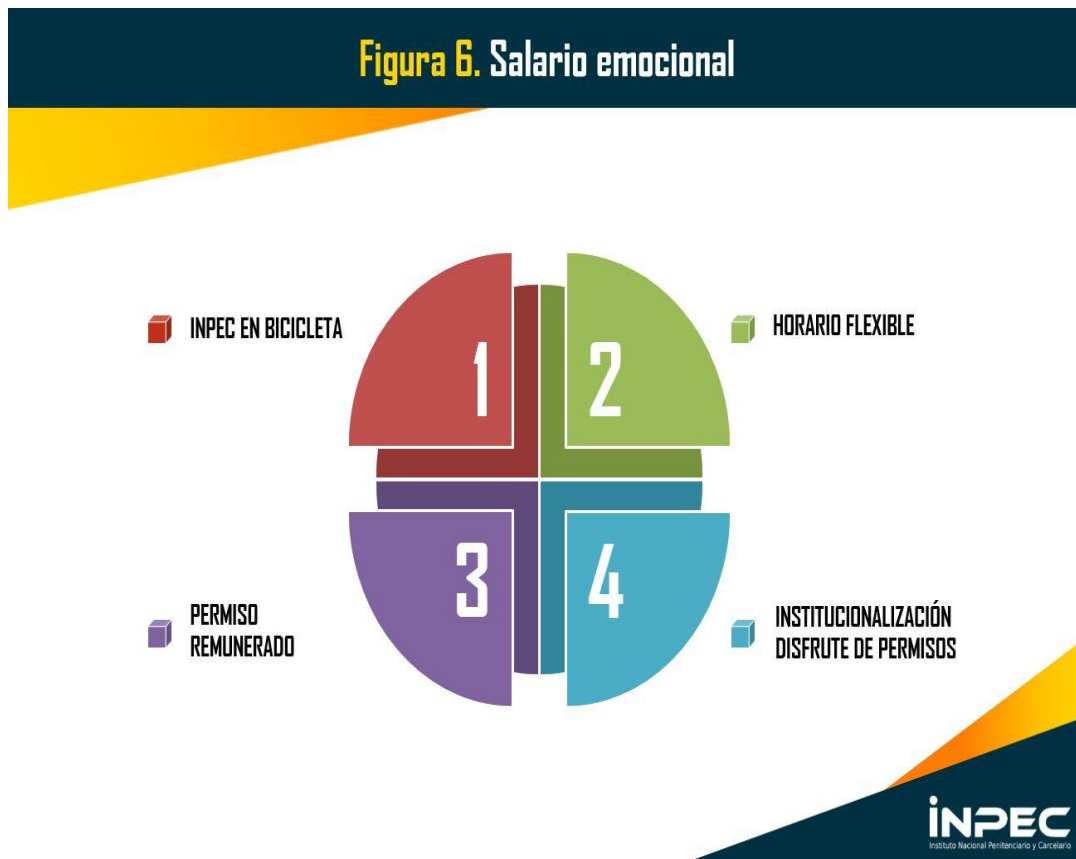 Figura 6. Salario emocional
INPEC EN BICICLETA
1
2
HORARIO FLEXIBLE
PERMISO
REMUNERADO
3
4
INSTITUCIONALIZACIÓN
DISFRUTE DE PERMISOS
INPEC
Instituto Nacional Penitenciario y Carcelario